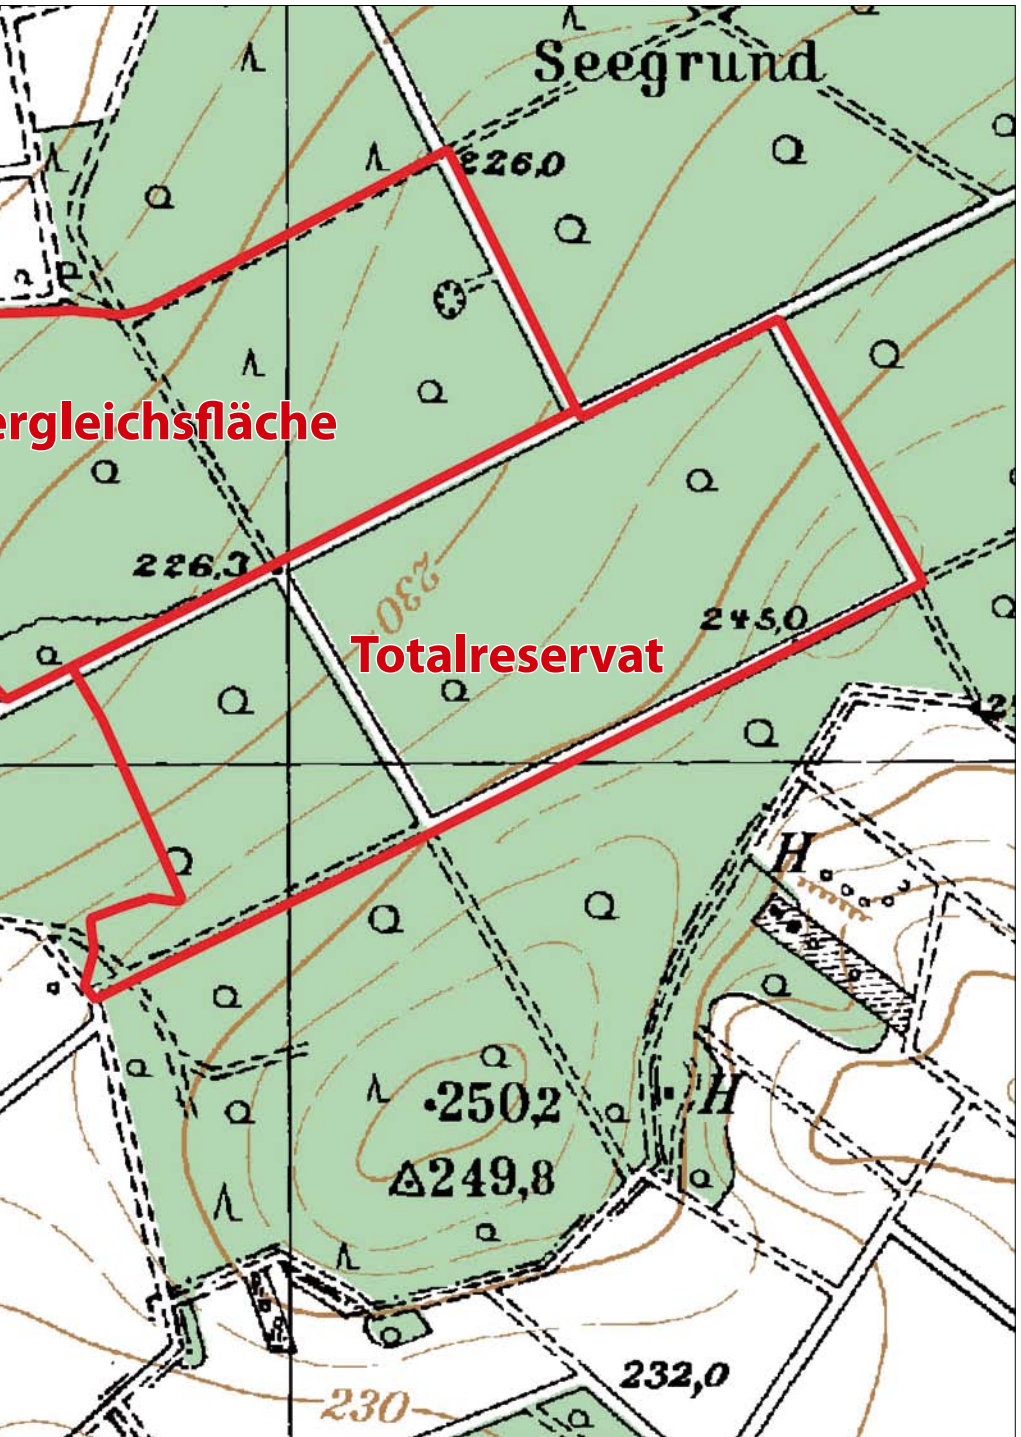 Seegrund
226,0
ergleichsfläche
226,3
230
245,0
Totalreservat
H
250,2
H
249,8
232,0
230